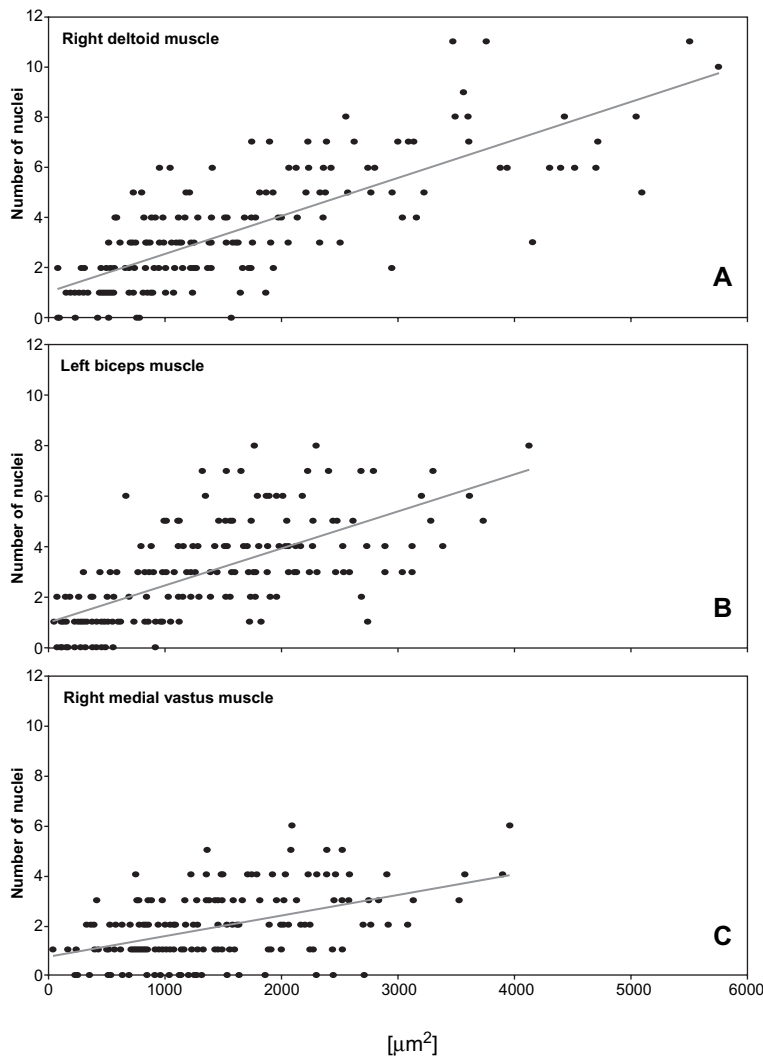 12
10
8
6
4
2
0
Number of nuclei
Right deltoid muscle
A
12
10
8
6
4
2
0
Number of nuclei
Left biceps muscle
B
12
10
8
6
4
2
0
Number of nuclei
Right medial vastus muscle
C
0 1000 2000 3000 4000 5000 6000
[μm²]